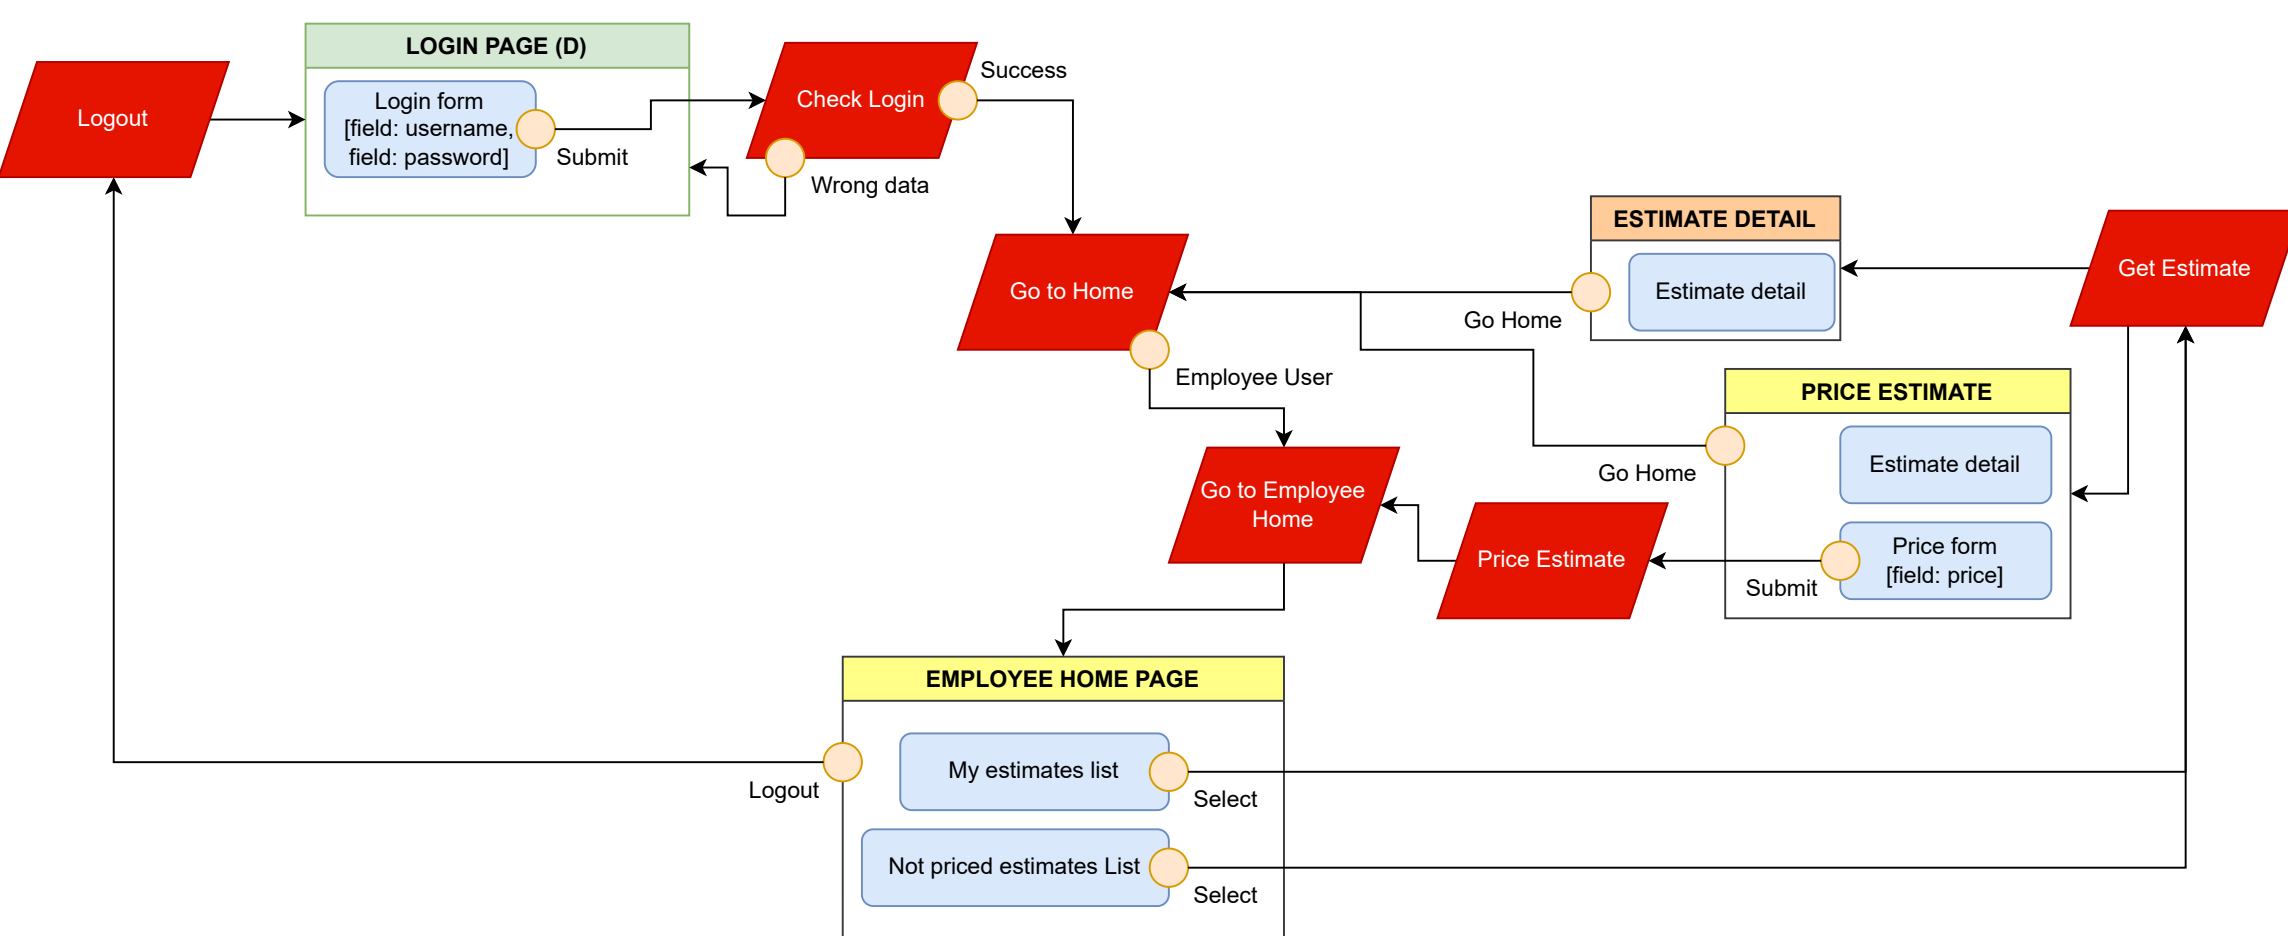 LOGIN PAGE (D)
Logout
Login form
[field: username,
field: password]
Submit
Check Login
Success
Wrong data
Go to Home
Employee User
ESTIMATE DETAIL
Estimate detail
Go Home
Get Estimate
PRICE ESTIMATE
Estimate detail
Go Home
Price form
[field: price]
Submit
Price Estimate
Go to Employee
Home
EMPLOYEE HOME PAGE
My estimates list
Select
Logout
Not priced estimates List
Select